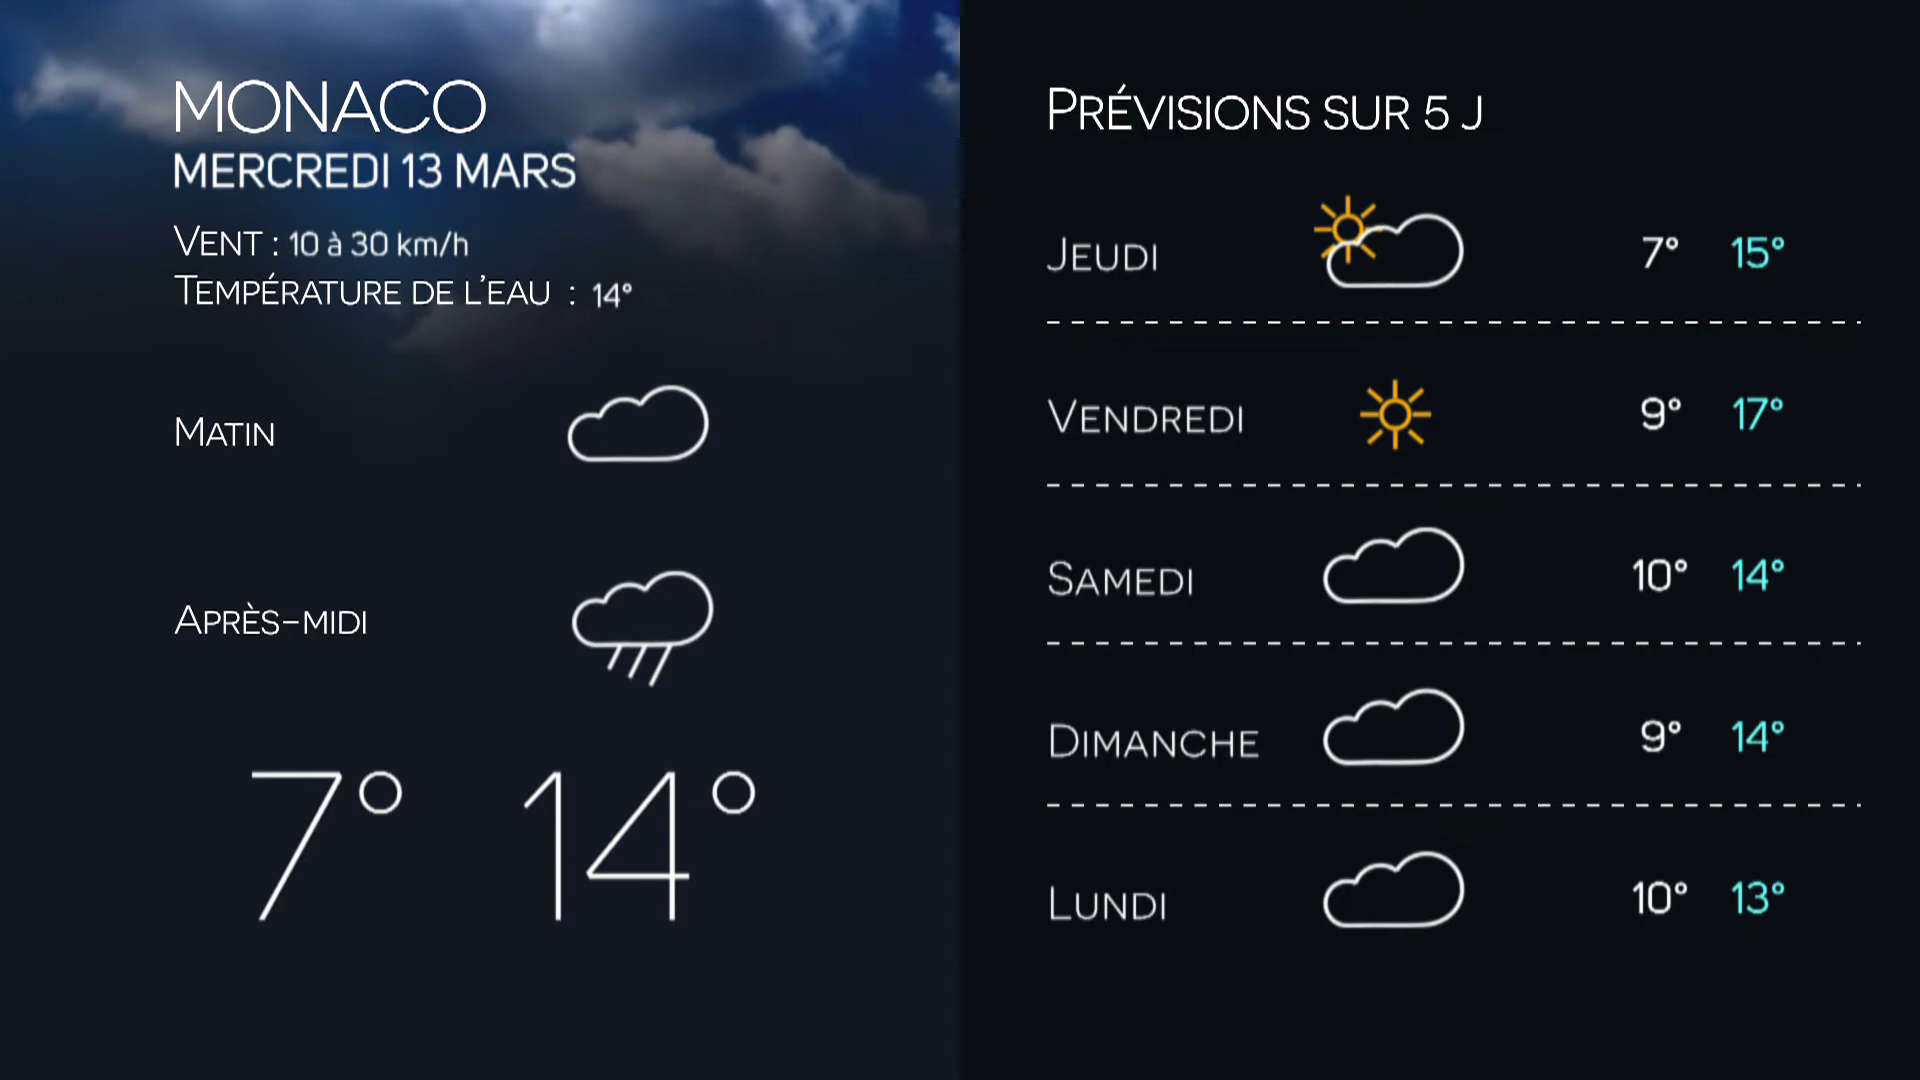 MONACO
MERCREDI 13 MARS
VENT : 10 à 30 km/h
TEMPÉRATURE DE L'EAU : 14°
MATIN
APRÈS-MIDI
7° 14°
PRÉVISIONS SUR 5 J
JEUDI 7° 15°
VENDREDI 9° 17°
SAMEDI 10° 14°
DIMANCHE 9° 14°
LUNDI 10° 13°